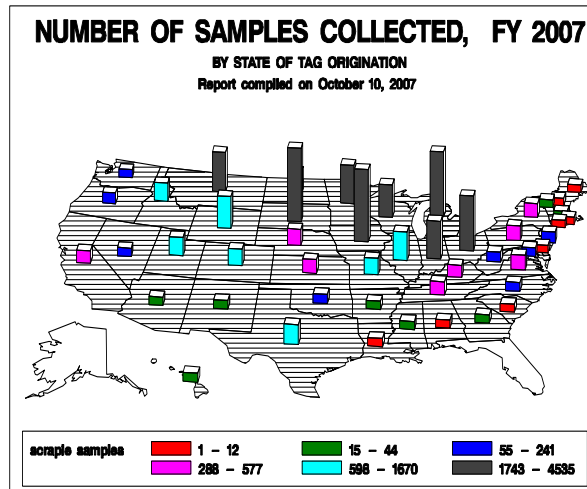 NUMBER OF SAMPLES COLLECTED, FY 2007
BY STATE OF TAG ORIGINATION
Report compiled on October 10, 2007
scrapie samples
1 - 12
15 - 44
55 - 241
288 - 577
598 - 1670
1743 - 4535